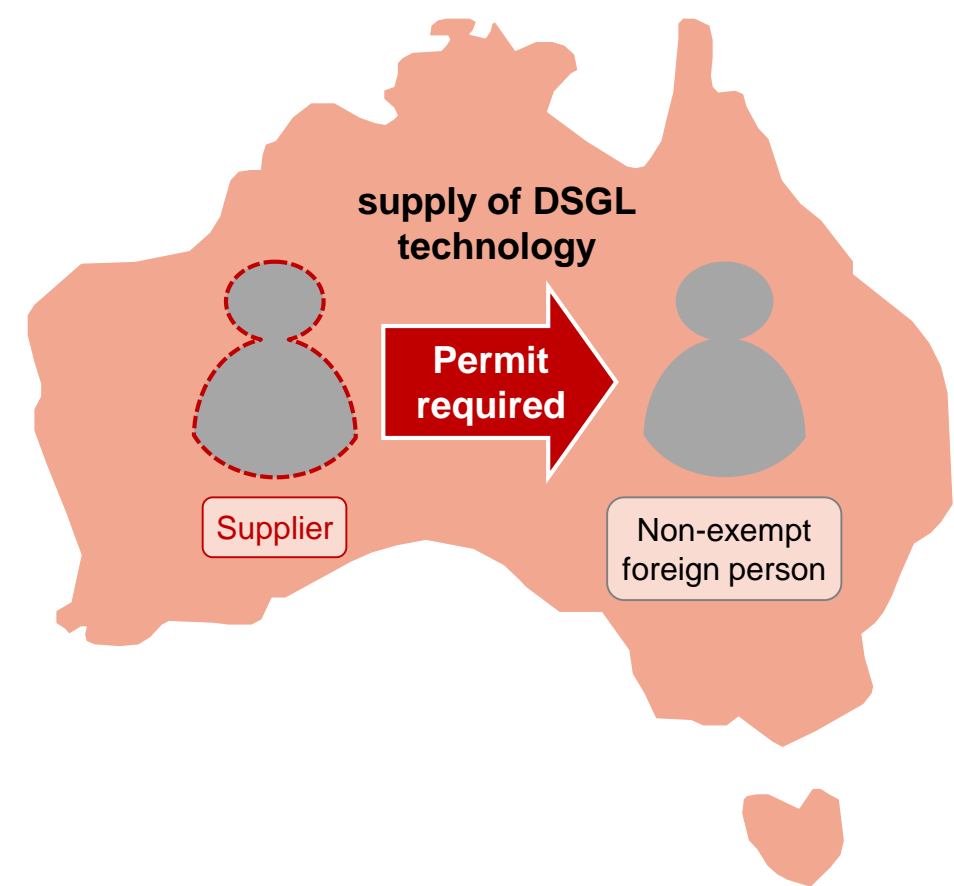 supply of DSGL
technology
Permit
required
Supplier
Non-exempt
foreign person